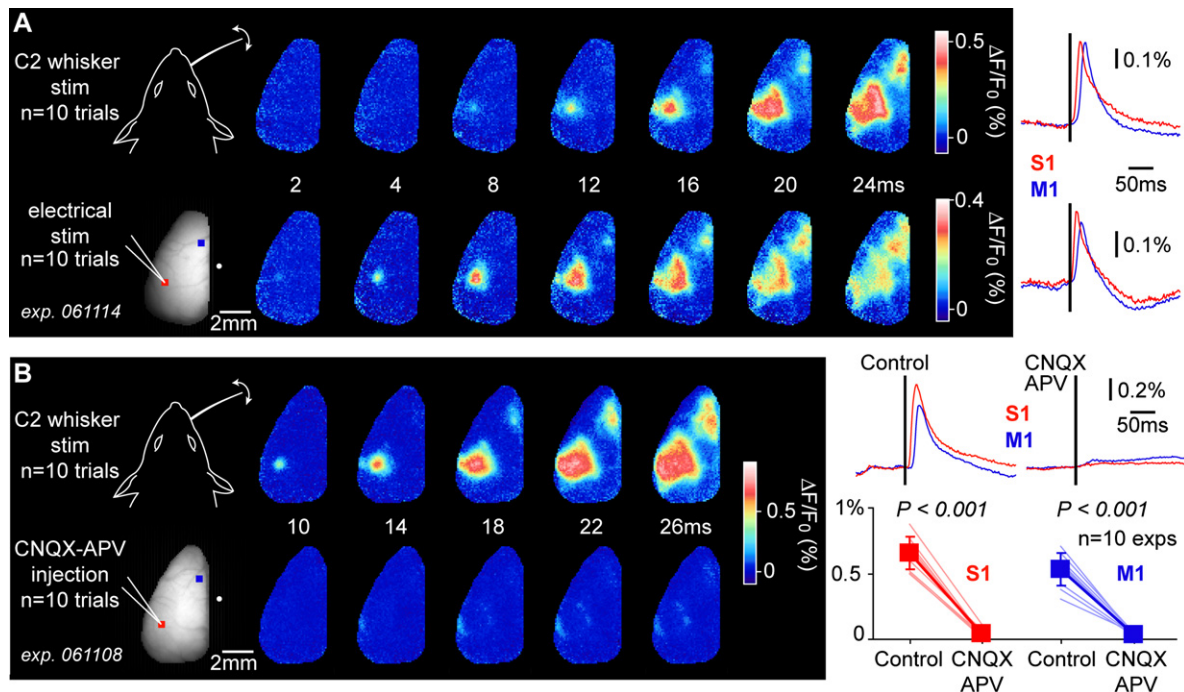 A
C2 whisker
stim
n=10 trials
0.5
0
ΔF/F0 (%)
0.1%
2 4 8 12 16 20 24ms
S1
M1
50ms
electrical
stim
n=10 trials
exp. 061114
2mm
0.4
0
ΔF/F0 (%)
0.1%
B
C2 whisker
stim
n=10 trials
10 14 18 22 26ms
0.5
0
ΔF/F0 (%)
CNQX-APV
injection
n=10 trials
exp. 061108
2mm
Control
CNQX
APV
0.2%
50ms
S1
M1
1%
0.5
0
P < 0.001
S1
P < 0.001
n=10 exps
M1
Control CNQX Control CNQX
APV APV